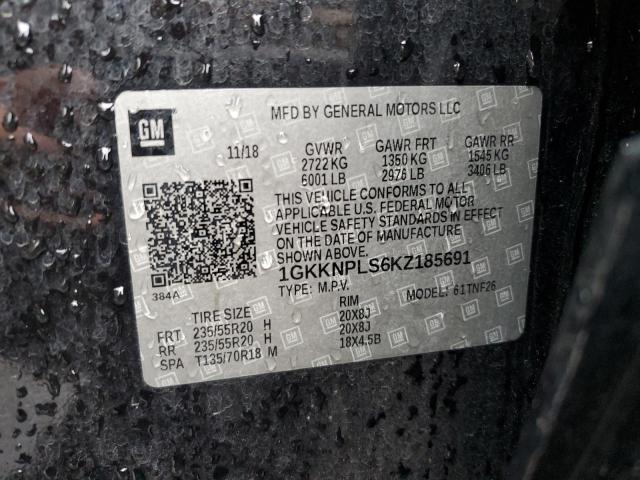 GM
MFD BY GENERAL MOTORS LLC
11/18 GVWR GAWR FRT GAWR RR
2722 KG 1350 KG 1545 KG
6001 LB 2976 LB 3406 LB
THIS VEHICLE CONFORMS TO ALL
APPLICABLE U.S. FEDERAL MOTOR
VEHICLE SAFETY STANDARDS IN EFFECT
ON THE DATE OF MANUFACTURE
SHOWN ABOVE.
1GKKNPLS6KZ185691
384A
TYPE: M.P.V. MODEL: 61TNF26
TIRE SIZE RIM
FRT 235/55R20 H 20X8J
RR 235/55R20 H 20X8J
SPA T135/70R18 M 18X4.5B